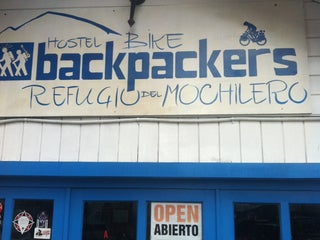 HOSTEL BIKE
backpackers
REFUGIO DEL MOCHILERO
OPEN
ABIERTO